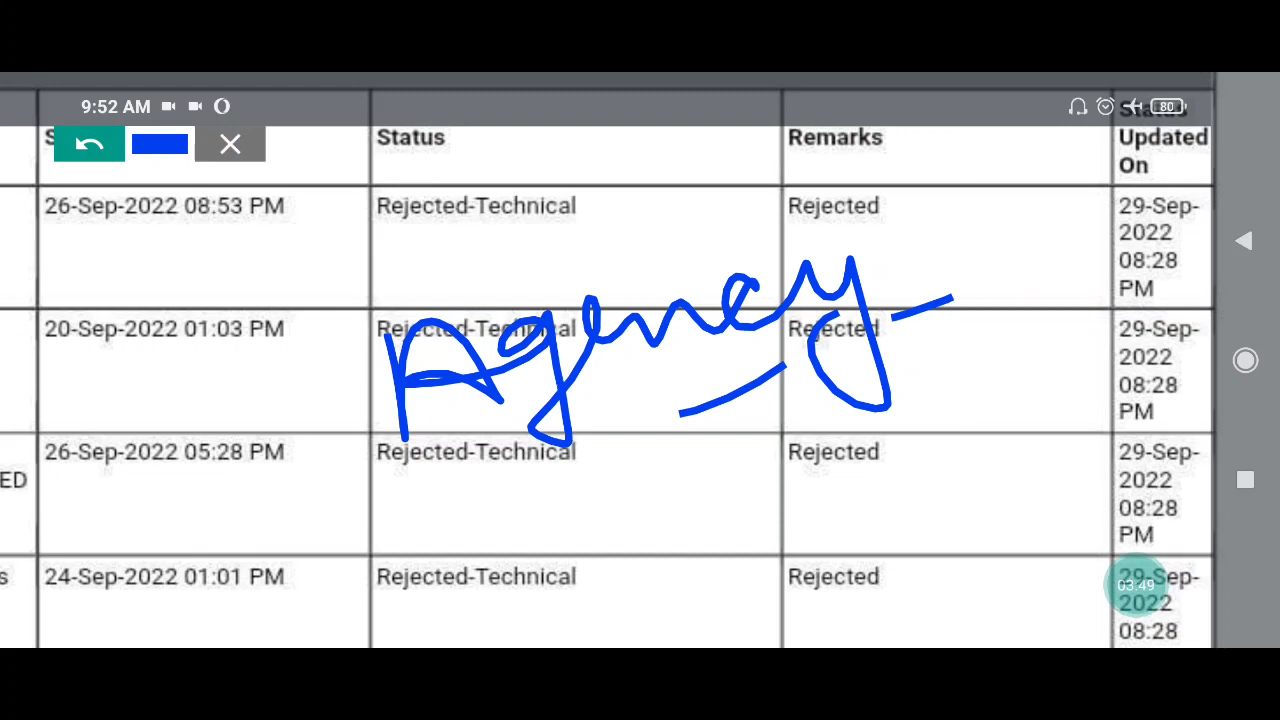 9:52 AM 80
S Status Remarks Status Updated On
26-Sep-2022 08:53 PM Rejected-Technical Rejected 29-Sep-2022 08:28 PM
Agency
20-Sep-2022 01:03 PM Rejected-Technical Rejected 29-Sep-2022 08:28 PM
ED 26-Sep-2022 05:28 PM Rejected-Technical Rejected 29-Sep-2022 08:28 PM
s 24-Sep-2022 01:01 PM Rejected-Technical Rejected 29-Sep-2022 08:28
03:49